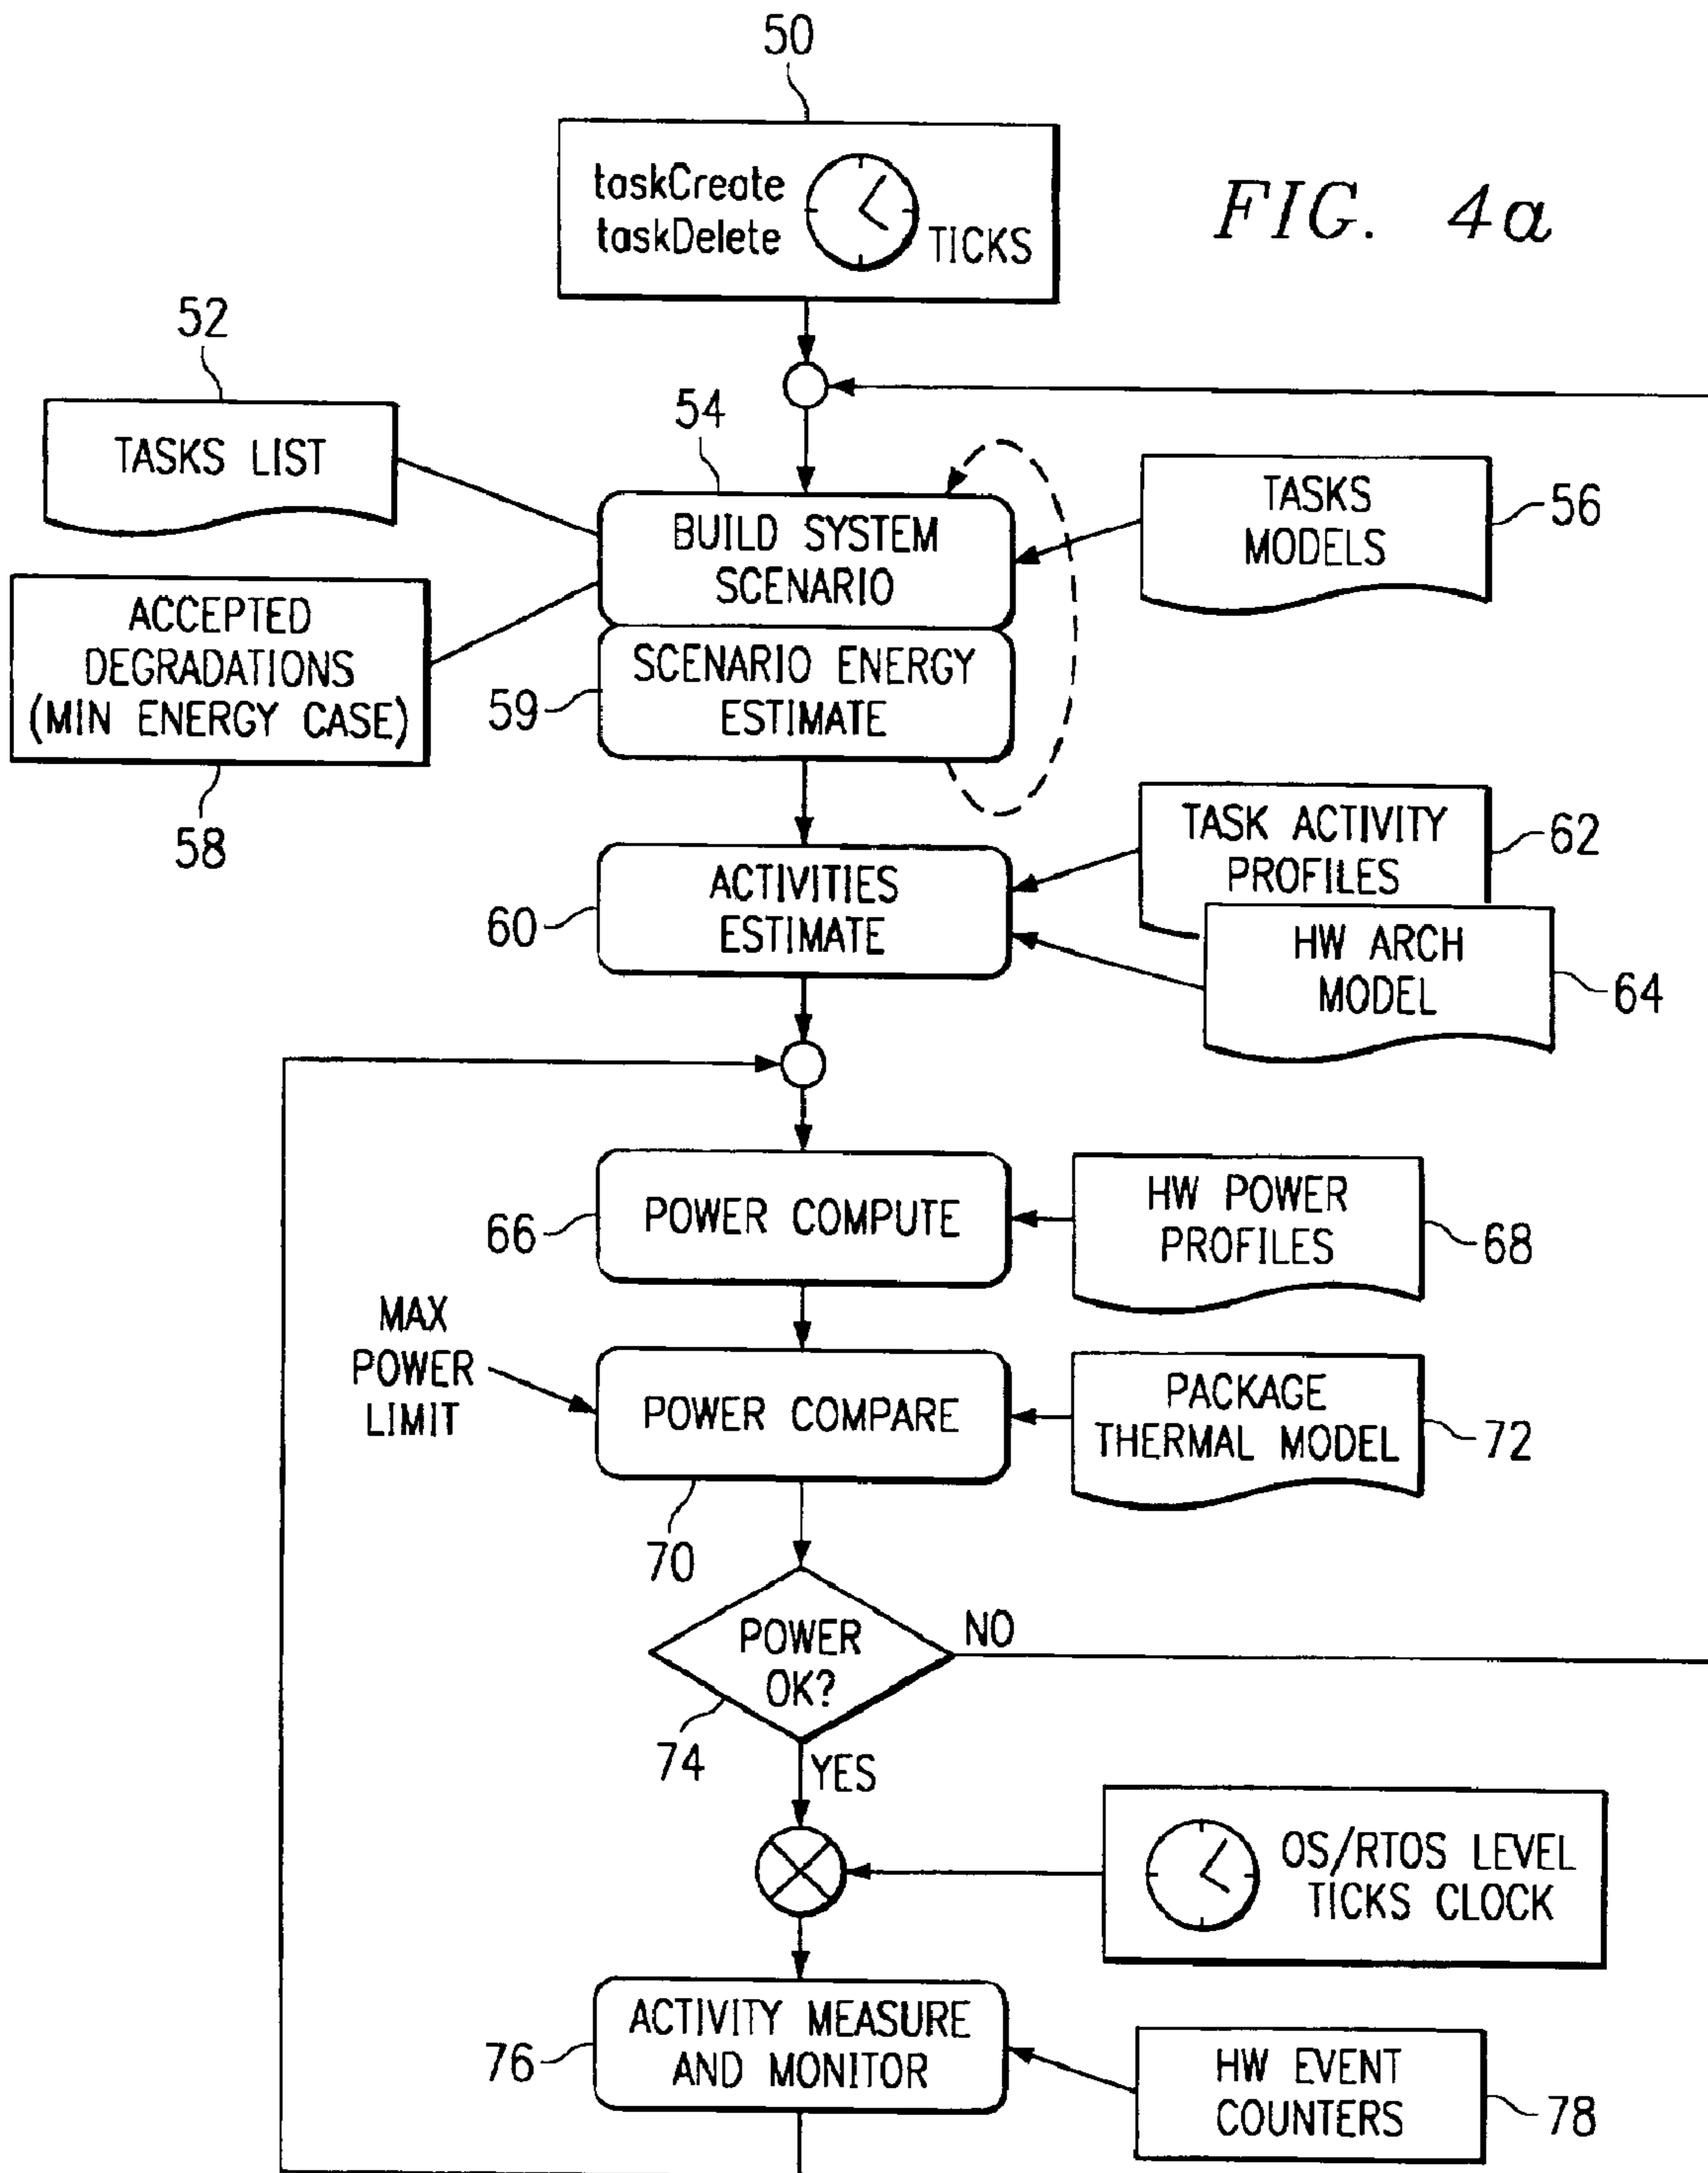 50
taskCreate
taskDelete
TICKS
FIG. 4a
52
TASKS LIST
54
BUILD SYSTEM
SCENARIO
TASKS
MODELS
56
ACCEPTED
DEGRADATIONS
(MIN ENERGY CASE)
58
SCENARIO ENERGY
ESTIMATE
59
TASK ACTIVITY
PROFILES
62
ACTIVITIES
ESTIMATE
60
HW ARCH
MODEL
64
POWER COMPUTE
66
HW POWER
PROFILES
68
MAX
POWER
LIMIT
POWER COMPARE
70
PACKAGE
THERMAL MODEL
72
POWER
OK?
NO
74
YES
OS/RTOS LEVEL
TICKS CLOCK
ACTIVITY MEASURE
AND MONITOR
76
HW EVENT
COUNTERS
78